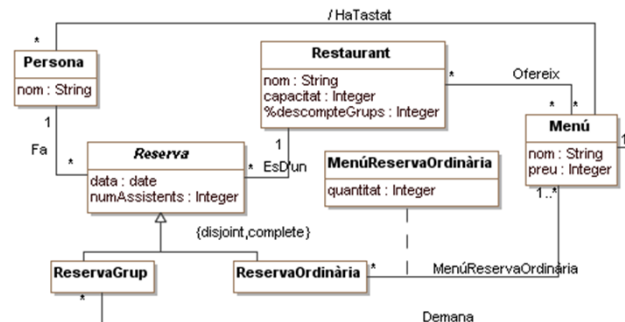 / HaTastat
*
*
Persona
nom : String
Restaurant
nom : String
capacitat : Integer
%descompteGrups : Integer
*
Ofereix
*
*
Menú
nom : String
preu : Integer
1
1..*
1
Fa
*
Reserva
data : date
numAssistents : Integer
*
1
EsD'un
MenúReservaOrdinària
quantitat : Integer
{disjoint,complete}
ReservaGrup
*
ReservaOrdinària
*
MenúReservaOrdinària
Demana